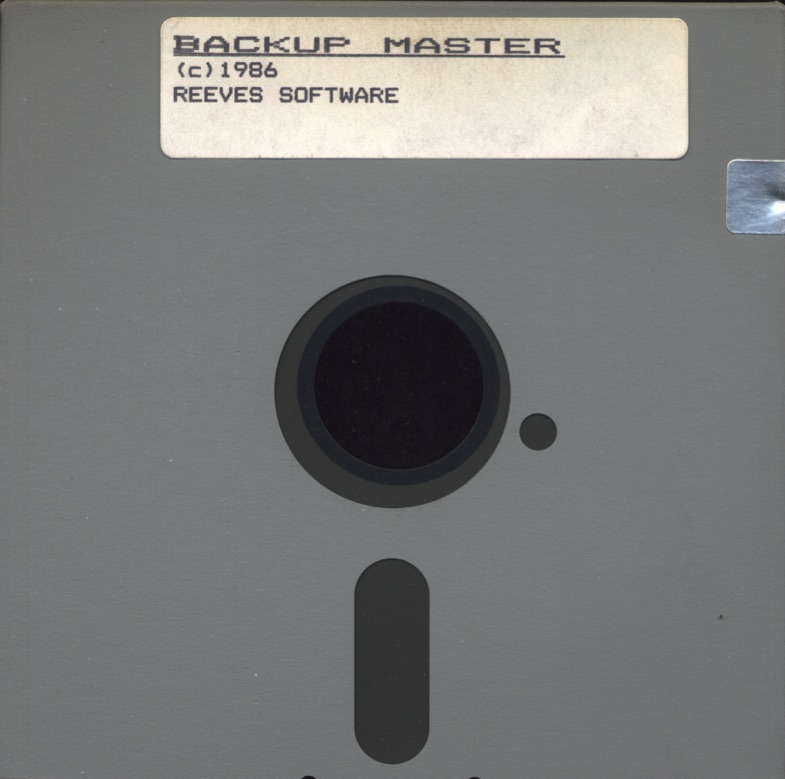 BACKUP MASTER
(c)1986
REEVES SOFTWARE